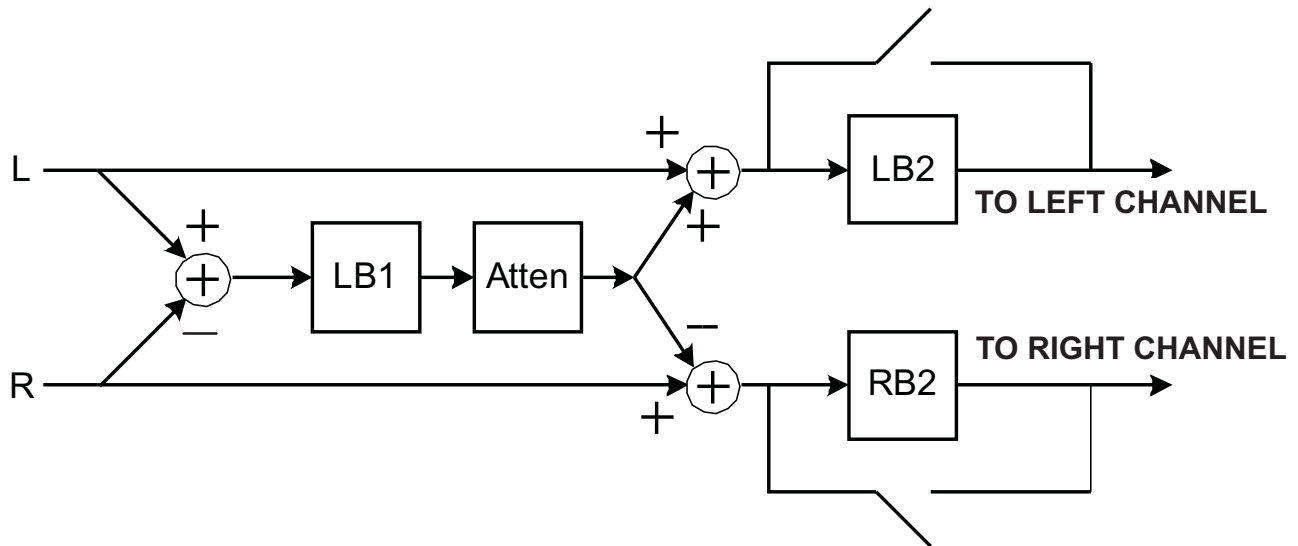 +
L
+
LB2
TO LEFT CHANNEL
+
+
+
LB1
Atten
—
–
TO RIGHT CHANNEL
R
+
+
RB2